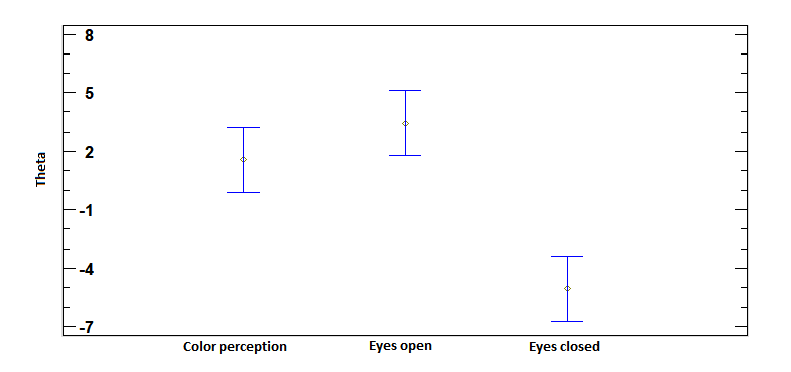 8
5
2
-1
-4
-7
Theta
Color perception
Eyes open
Eyes closed